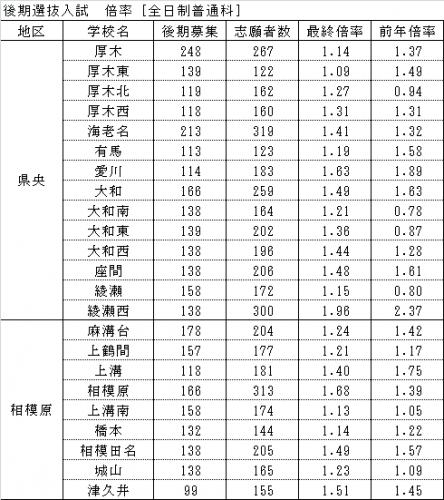 後期選抜入試 倍率 [全日制普通科]
地区 学校名 後期募集 志願者数 最終倍率 前年倍率
県央
厚木 248 267 1.14 1.37
厚木東 139 122 1.09 1.49
厚木北 119 162 1.27 0.94
厚木西 118 160 1.31 1.31
海老名 213 319 1.41 1.32
有馬 113 123 1.19 1.58
愛川 114 183 1.63 1.89
大和 166 259 1.49 1.63
大和南 138 164 1.21 0.78
大和東 139 202 1.36 0.87
大和西 138 196 1.44 1.28
座間 138 206 1.48 1.61
綾瀬 158 172 1.15 0.80
綾瀬西 138 300 1.96 2.37
相模原
麻溝台 178 204 1.24 1.42
上鶴間 157 177 1.21 1.17
上溝 118 181 1.40 1.75
相模原 166 313 1.68 1.39
上溝南 158 174 1.13 1.05
橋本 132 144 1.14 1.22
相模田名 138 205 1.49 1.57
城山 138 165 1.23 1.09
津久井 99 155 1.51 1.45